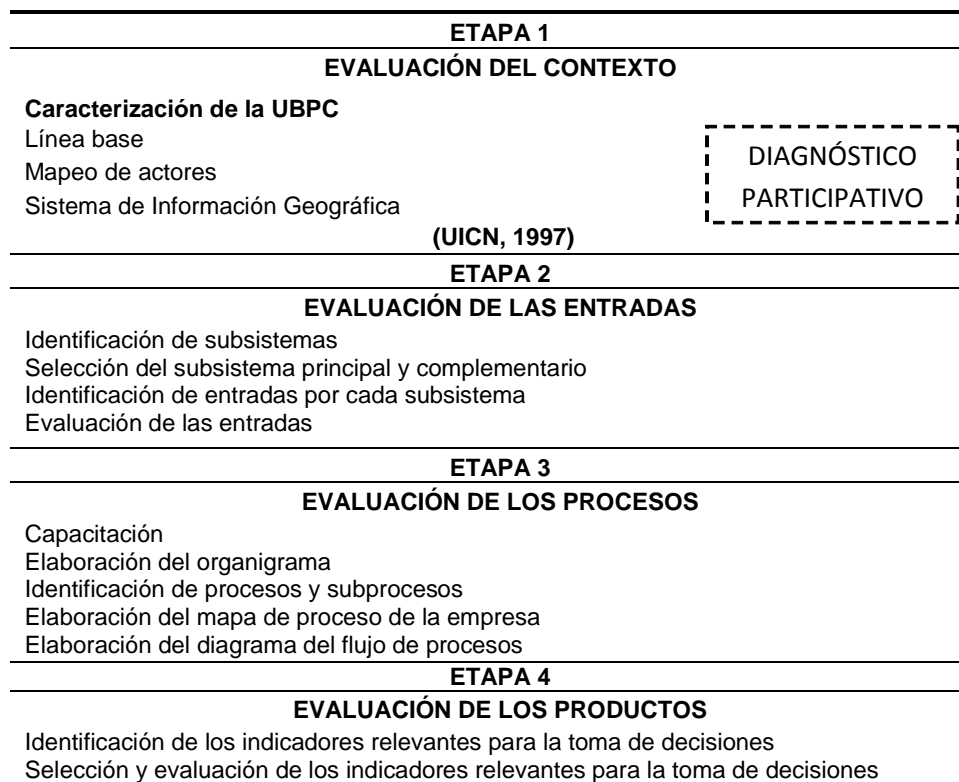 ETAPA 1
EVALUACIÓN DEL CONTEXTO
Caracterización de la UBPC
Línea base
Mapeo de actores
Sistema de Información Geográfica
DIAGNÓSTICO
PARTICIPATIVO
(UICN, 1997)
ETAPA 2
EVALUACIÓN DE LAS ENTRADAS
Identificación de subsistemas
Selección del subsistema principal y complementario
Identificación de entradas por cada subsistema
Evaluación de las entradas
ETAPA 3
EVALUACIÓN DE LOS PROCESOS
Capacitación
Elaboración del organigrama
Identificación de procesos y subprocesos
Elaboración del mapa de proceso de la empresa
Elaboración del diagrama del flujo de procesos
ETAPA 4
EVALUACIÓN DE LOS PRODUCTOS
Identificación de los indicadores relevantes para la toma de decisiones
Selección y evaluación de los indicadores relevantes para la toma de decisiones